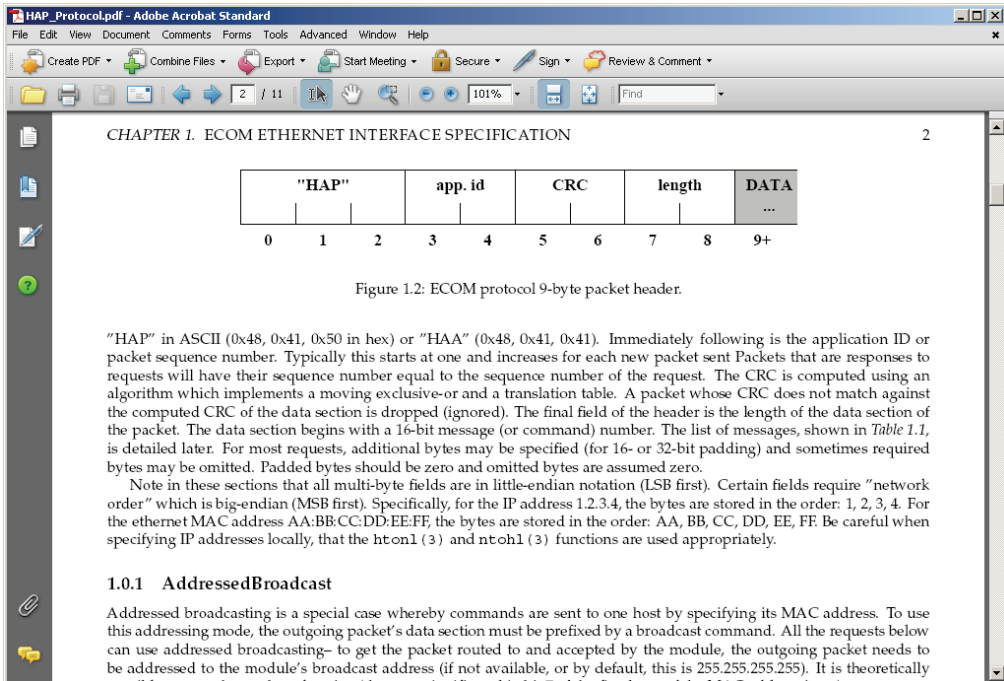 HAP_Protocol.pdf - Adobe Acrobat Standard
File Edit View Document Comments Forms Tools Advanced Window Help
Create PDF Combine Files Export Start Meeting Secure Sign Review & Comment
2 / 11 101% Find
CHAPTER 1. ECOM ETHERNET INTERFACE SPECIFICATION 2
"HAP" app. id CRC length DATA
...
0 1 2 3 4 5 6 7 8 9+
Figure 1.2: ECOM protocol 9-byte packet header.
"HAP" in ASCII (0x48, 0x41, 0x50 in hex) or "HAA" (0x48, 0x41, 0x41). Immediately following is the application ID or
packet sequence number. Typically this starts at one and increases for each new packet sent Packets that are responses to
requests will have their sequence number equal to the sequence number of the request. The CRC is computed using an
algorithm which implements a moving exclusive-or and a translation table. A packet whose CRC does not match against
the computed CRC of the data section is dropped (ignored). The final field of the header is the length of the data section of
the packet. The data section begins with a 16-bit message (or command) number. The list of messages, shown in Table 1.1,
is detailed later. For most requests, additional bytes may be specified (for 16- or 32-bit padding) and sometimes required
bytes may be omitted. Padded bytes should be zero and omitted bytes are assumed zero.
Note in these sections that all multi-byte fields are in little-endian notation (LSB first). Certain fields require "network
order" which is big-endian (MSB first). Specifically, for the IP address 1.2.3.4, the bytes are stored in the order: 1, 2, 3, 4. For
the ethernet MAC address AA:BB:CC:DD:EE:FF, the bytes are stored in the order: AA, BB, CC, DD, EE, FF. Be careful when
specifying IP addresses locally, that the htonl(3) and ntohl(3) functions are used appropriately.
1.0.1 AddressedBroadcast
Addressed broadcasting is a special case whereby commands are sent to one host by specifying its MAC address. To use
this addressing mode, the outgoing packet's data section must be prefixed by a broadcast command. All the requests below
can use addressed broadcasting– to get the packet routed to and accepted by the module, the outgoing packet needs to
be addressed to the module's broadcast address (if not available, or by default, this is 255.255.255.255). It is theoretically